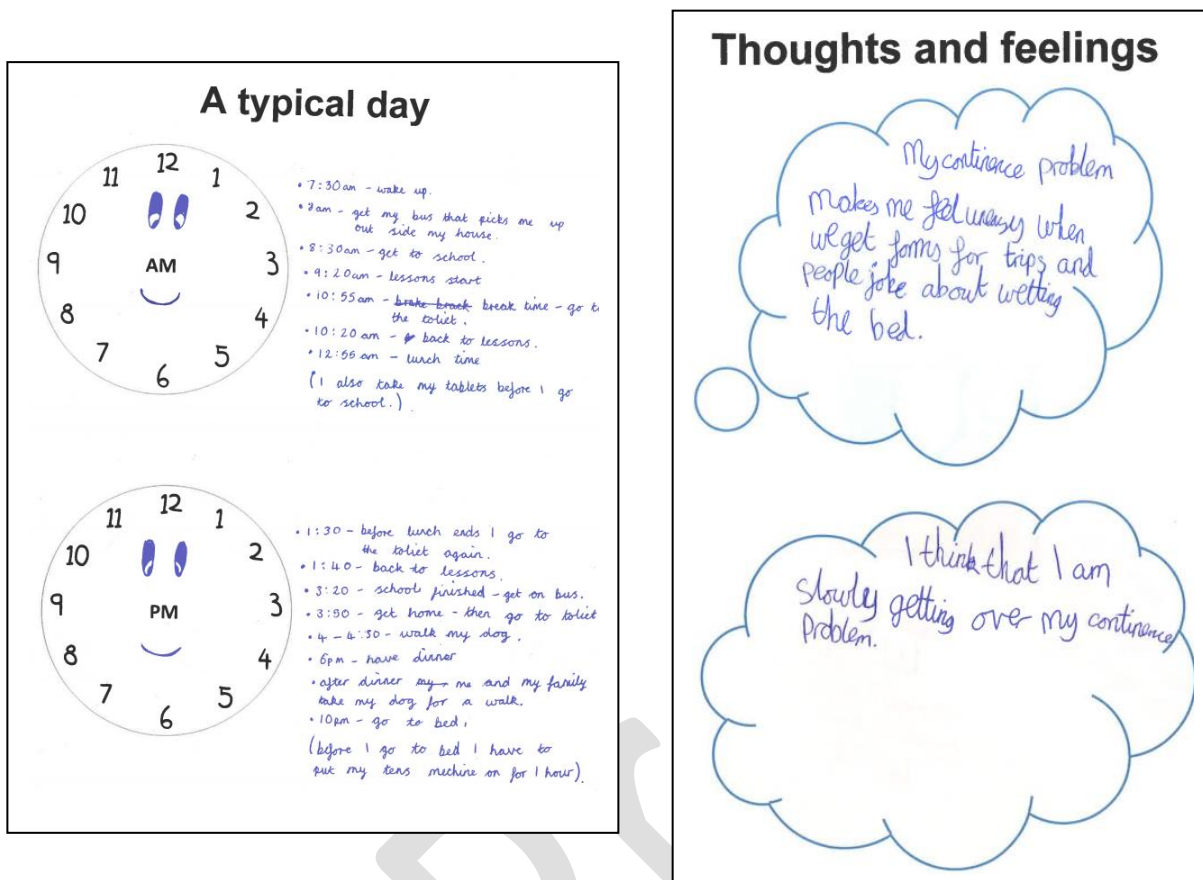 A typical day
12
11
1
10
2
9
AM
3
8
4
7
5
6
• 7:30am - wake up.
• 8am - get my bus that picks me up
out side my house.
• 8:30am - get to school.
• 9:20am - lessons start
• 10:55am - brake brack break time - go t
the toliet.
• 10:20 am - back to lessons.
• 12:55 am - lunch time
(I also take my tablets before I go
to school.)
12
11
1
10
2
9
PM
3
8
4
7
5
6
• 1:30 - before lunch ends I go to
the toliet again.
• 1:40 - back to lessons.
• 3:20 - school finished - get on bus.
• 3:50 - get home - then go to toliet
• 4 - 4:30 - walk my dog.
• 6pm - have dinner
• after dinner my me and my family
take my dog for a walk.
• 10pm - go to bed,
(before I go to bed I have to
put my tens mechine on for 1 hour).
Thoughts and feelings
My continence problem
makes me feel uneasy when
we get forms for trips and
people joke about wetting
the bed.
I think that I am
slowly getting over my continence
Problem.